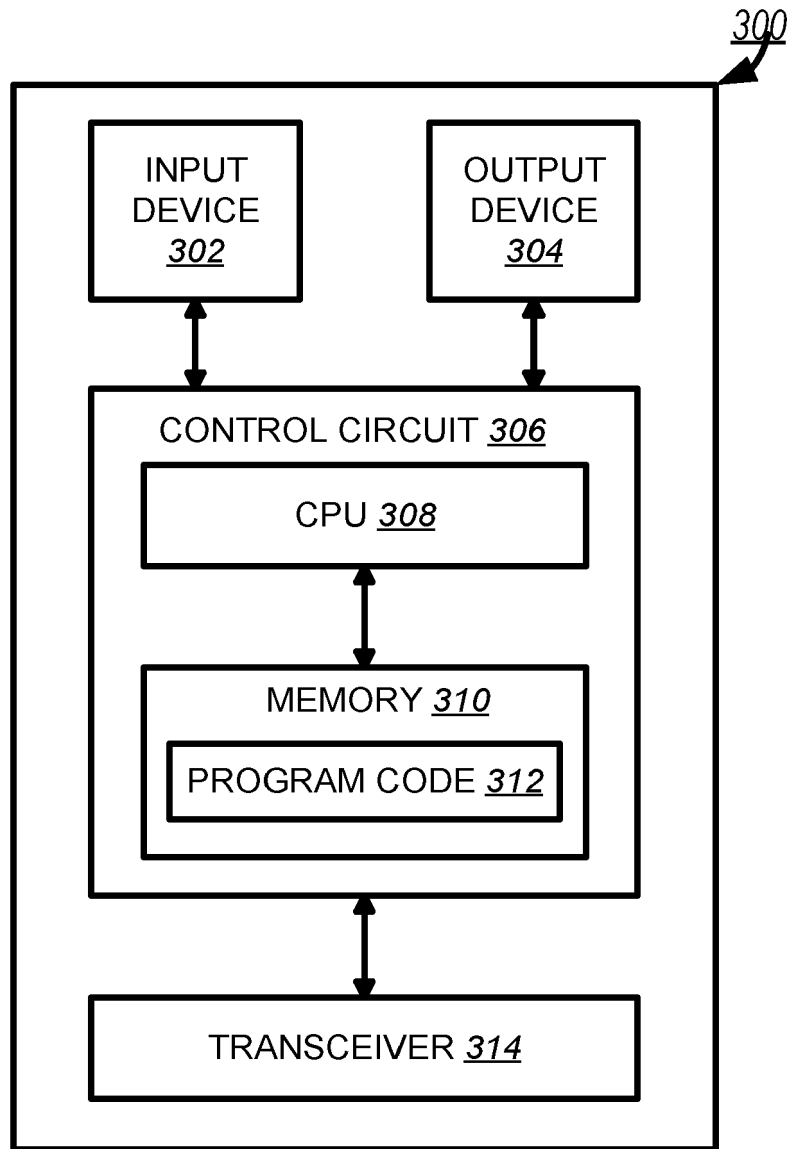 300
INPUT
DEVICE
302
OUTPUT
DEVICE
304
CONTROL CIRCUIT 306
CPU 308
MEMORY 310
PROGRAM CODE 312
TRANSCEIVER 314